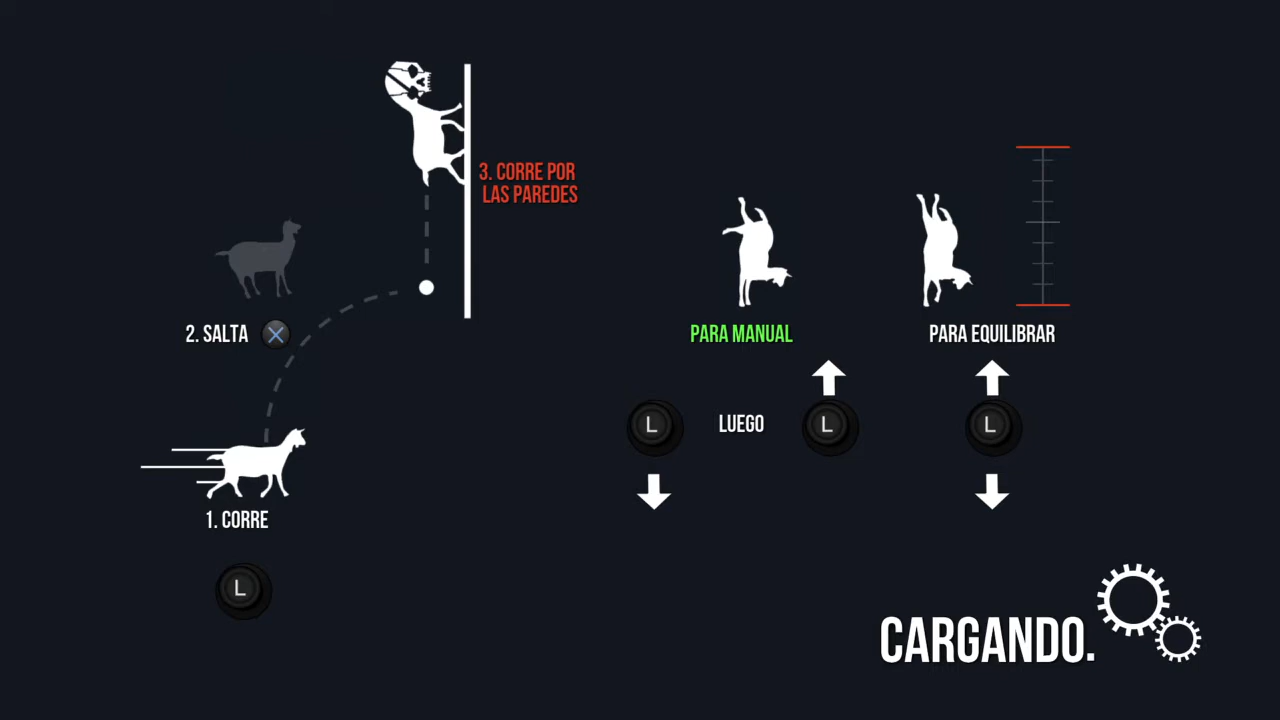 3. CORRE POR
LAS PAREDES
2. SALTA
PARA MANUAL
PARA EQUILIBRAR
L
LUEGO
L
L
1. CORRE
L
CARGANDO.